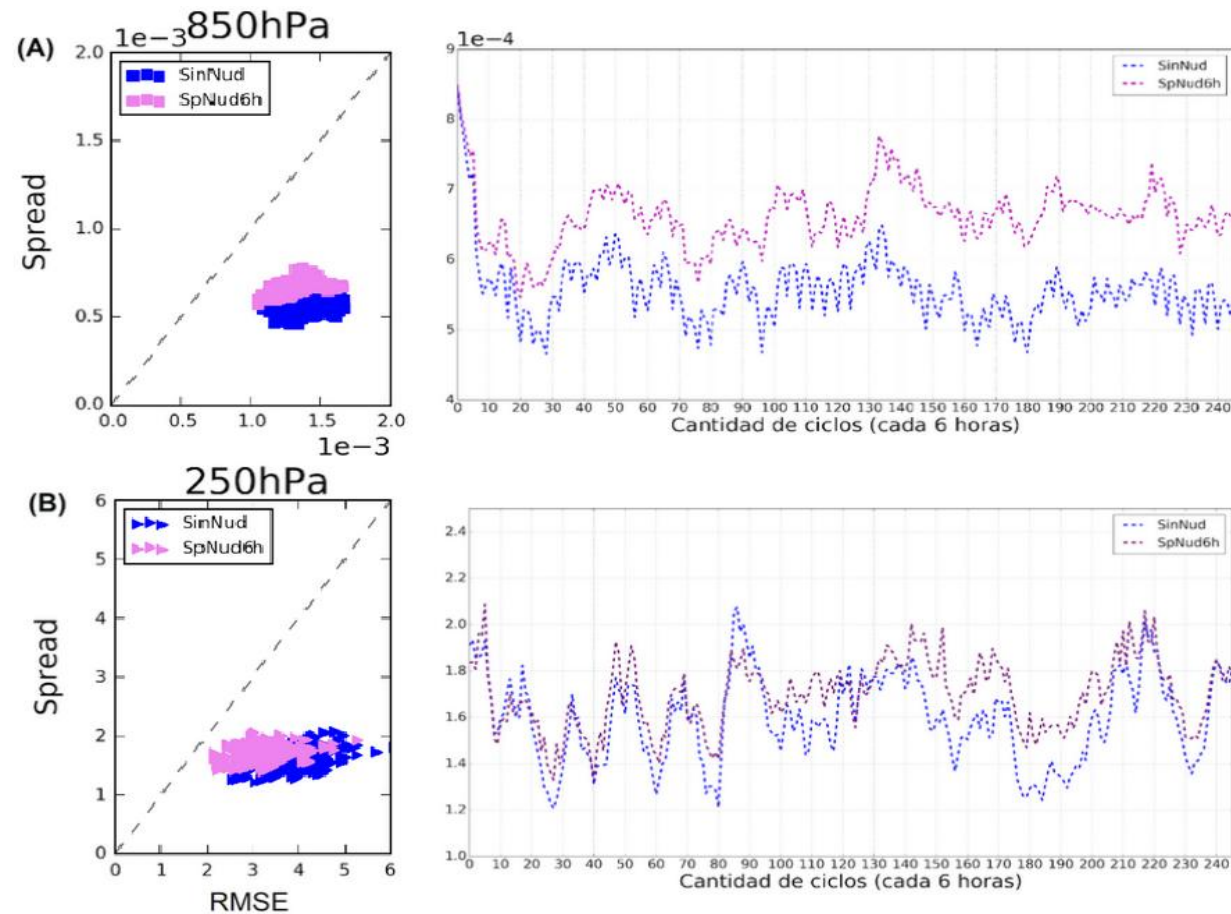 (A)
1e−3 850hPa
2.0
1.5
1.0
0.5
0.0
Spread
SinNud
SpNud6h
0.0 0.5 1.0 1.5 2.0
1e−3
1e−4
9
8
7
6
5
4
SinNud
SpNud6h
0 10 20 30 40 50 60 70 80 90 100 110 120 130 140 150 160 170 180 190 200 210 220 230 240
Cantidad de ciclos (cada 6 horas)
(B)
250hPa
6
5
4
3
2
1
0
Spread
SinNud
SpNud6h
0 1 2 3 4 5 6
RMSE
2.4
2.2
2.0
1.8
1.6
1.4
1.2
1.0
SinNud
SpNud6h
0 10 20 30 40 50 60 70 80 90 100 110 120 130 140 150 160 170 180 190 200 210 220 230 240
Cantidad de ciclos (cada 6 horas)